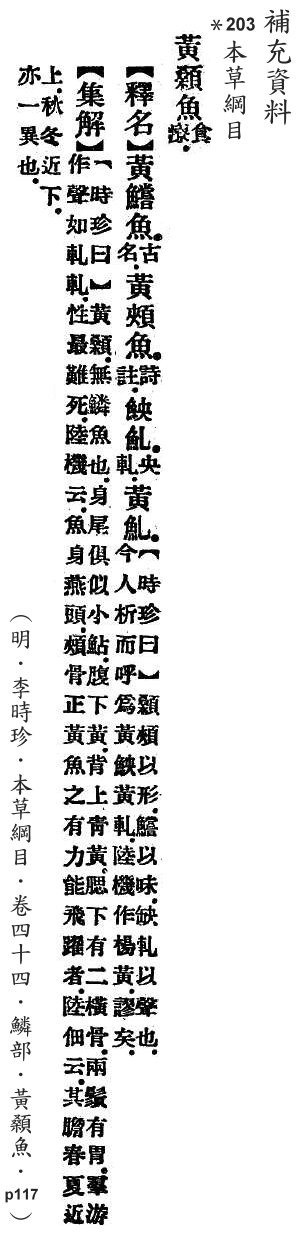 補充資料
*203 本草綱目
黃顙魚食療.
【釋名】黃鱨魚。古名.黃頰魚。詩註.䱀䰲。央軋.黃䰲。【時珍曰】顙頰以形.鱨以味.䱀軋以聲也.
今人析而呼爲黃䱀黃軋.陸機作楊黃.謬矣.
【集解】【時珍曰】黃顙.無鱗魚也.身尾俱似小鮎.腹下黃.背上青黃.腮下有二橫骨.兩鬚有胃.羣游
作聲如軋軋.性最難死.陸機云.魚身燕頭.頰骨正黃.魚之有力能飛躍者.陸佃云.其膽春夏近
上.秋冬近下.
亦一異也.
（明．李時珍．本草綱目．卷四十四．鱗部．黃顙魚．p117）